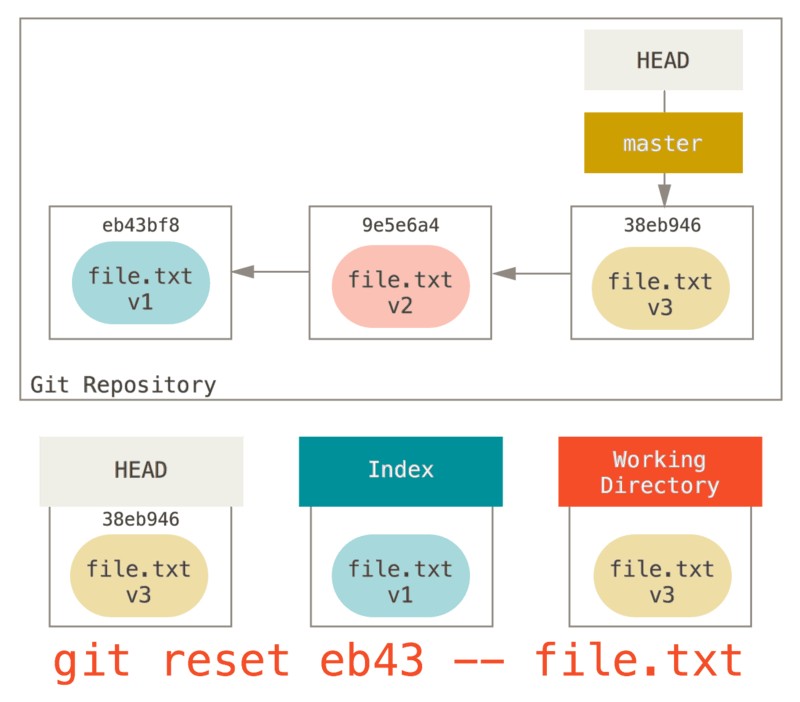 HEAD
master
eb43bf8
9e5e6a4
38eb946
file.txt
v1
file.txt
v2
file.txt
v3
Git Repository
HEAD
Index
Working
Directory
38eb946
file.txt
v3
file.txt
v1
file.txt
v3
git reset eb43 -- file.txt